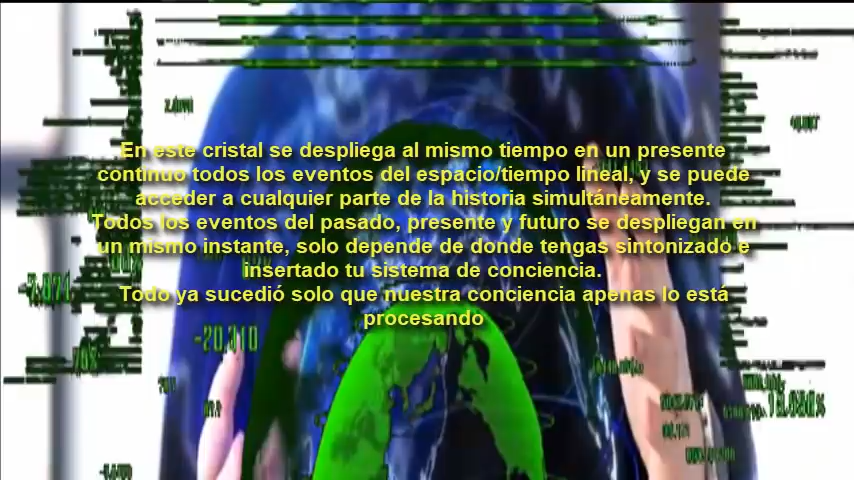 En este cristal se despliega al mismo tiempo en un presente
continuo todos los eventos del espacio/tiempo lineal, y se puede
acceder a cualquier parte de la historia simultáneamente.
Todos los eventos del pasado, presente y futuro se despliegan en
un mismo instante, solo depende de donde tengas sintonizado e
insertado tu sistema de conciencia.
Todo ya sucedió solo que nuestra conciencia apenas lo está
procesando
-20,310